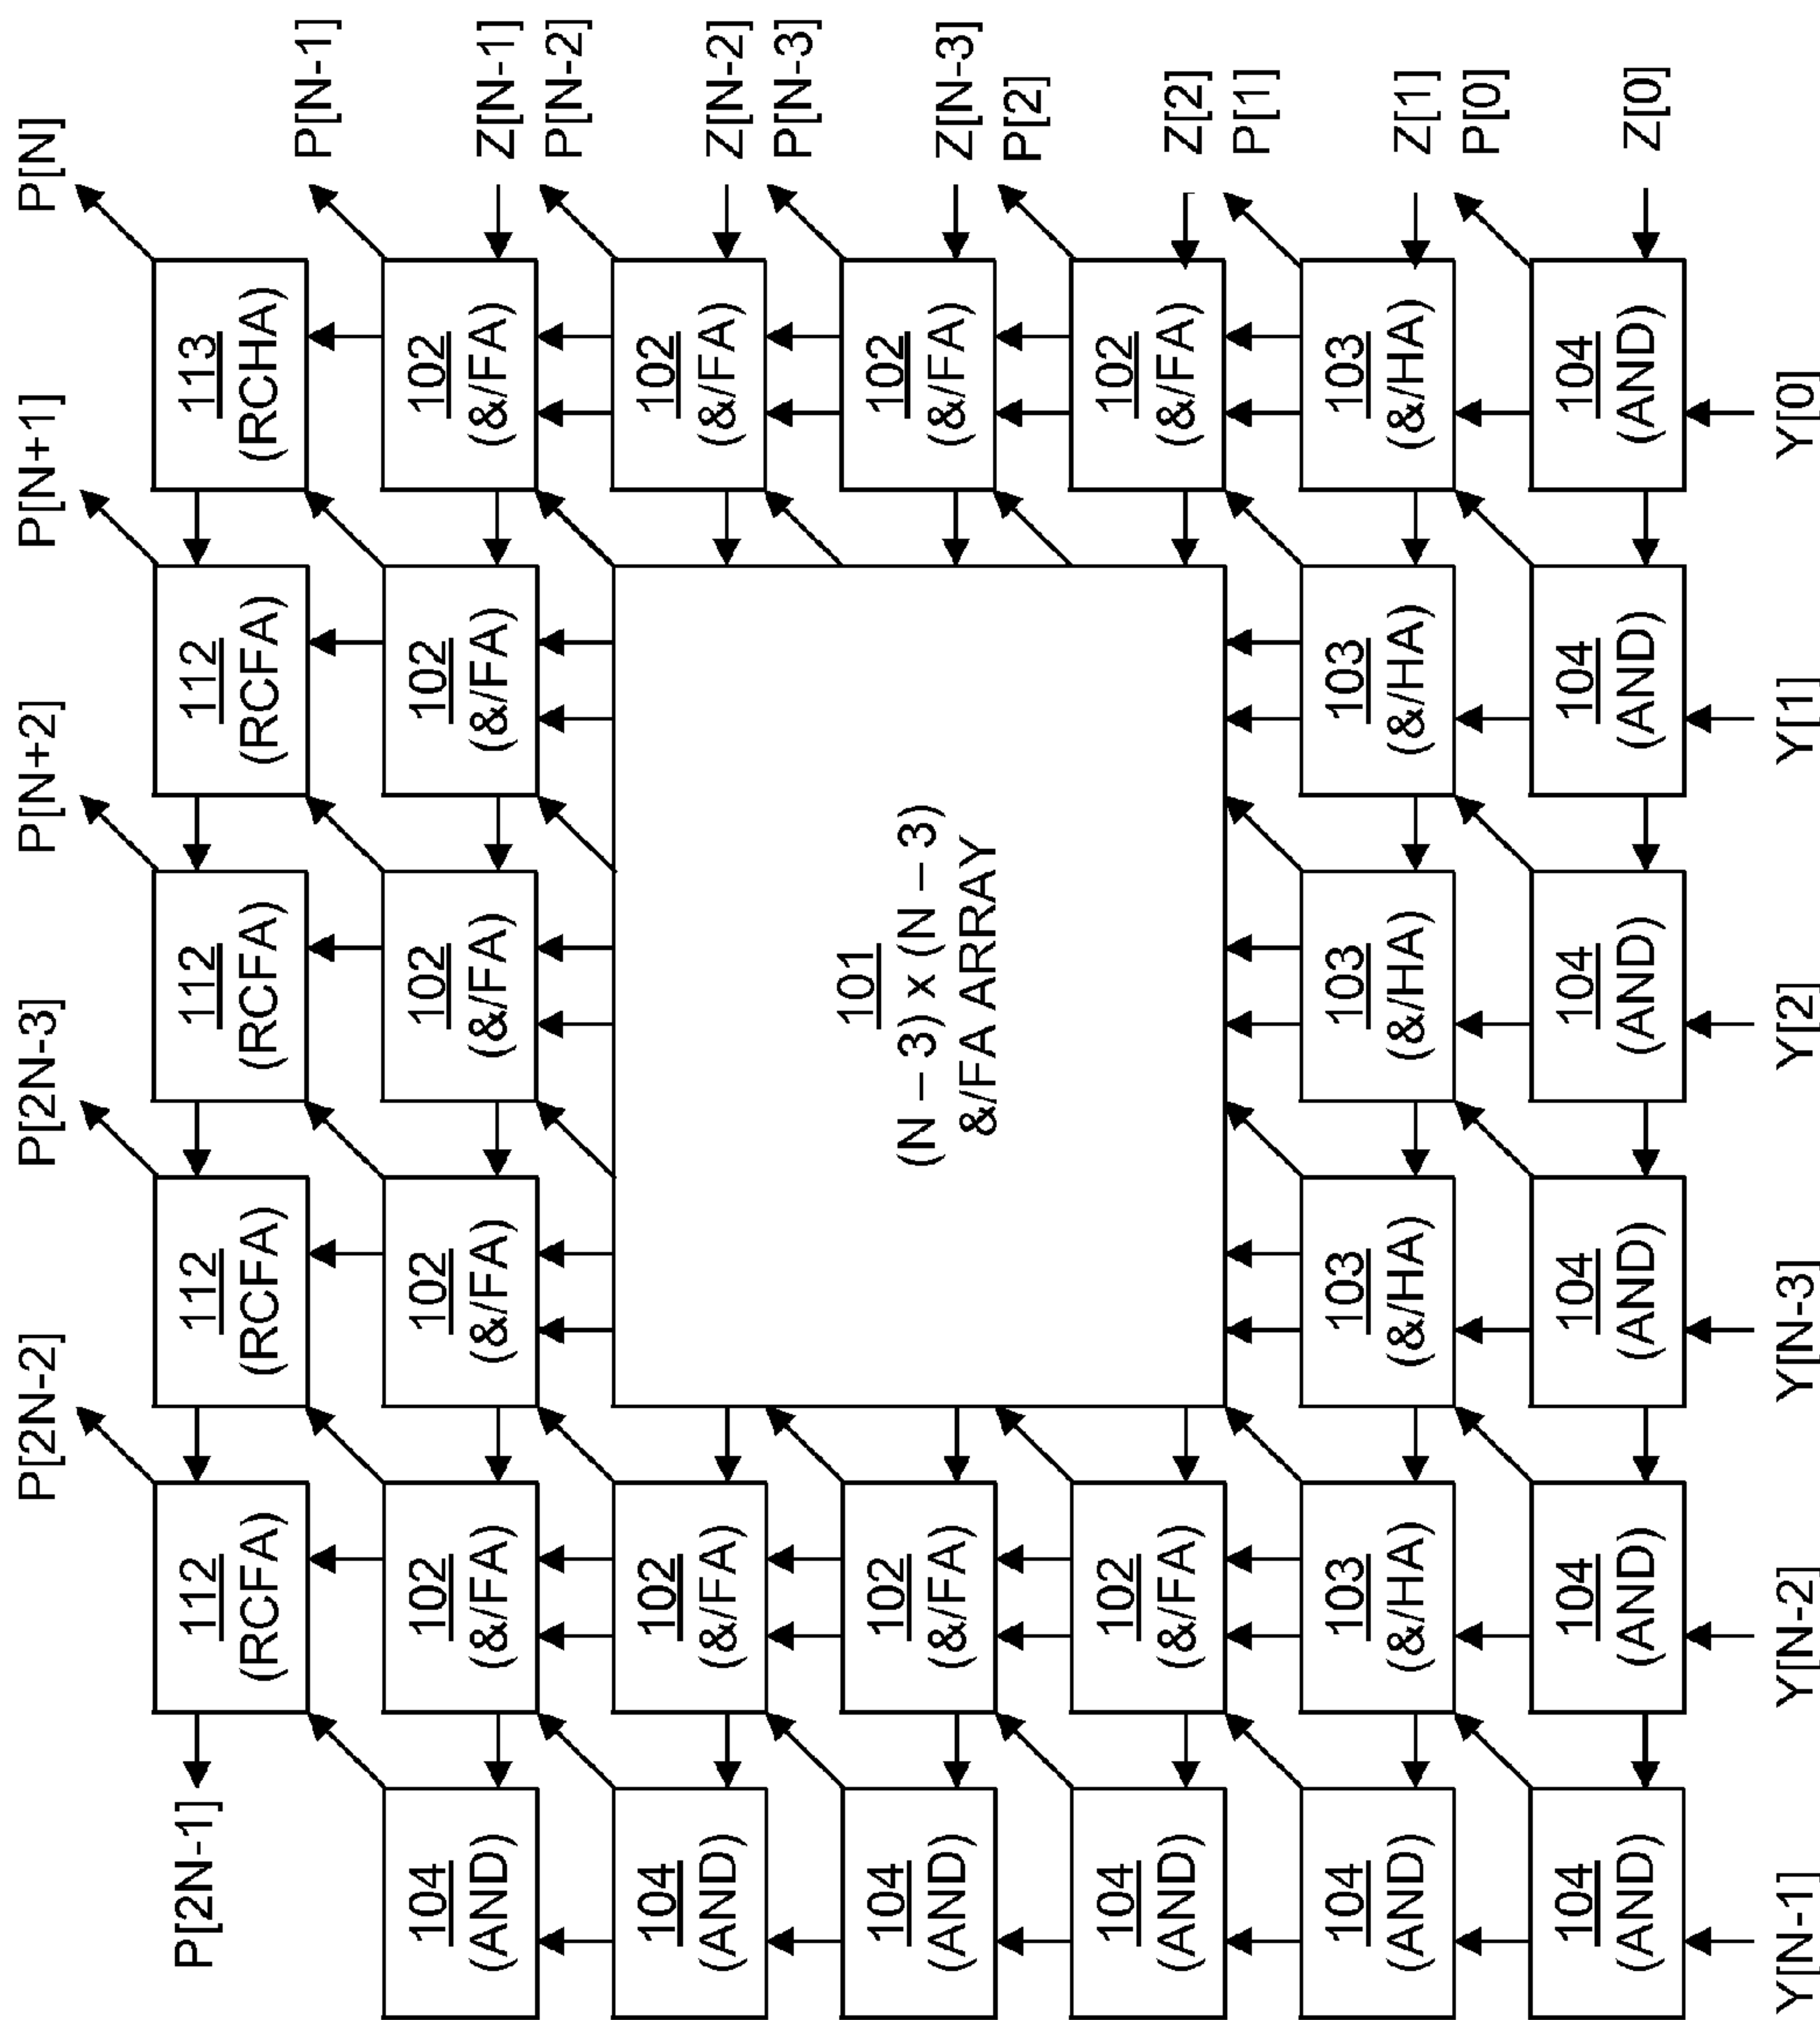 P[2N-2] P[2N-3] P[N+2] P[N+1] P[N]
P[2N-1] 112 112 112 112 113
(RCFA) (RCFA) (RCFA) (RCFA) (RCHA)
P[N-1]
104 102 102 102 102 102
(AND) (&/FA) (&/FA) (&/FA) (&/FA) (&/FA) Z[N-1]
P[N-2]
104 102 102
(AND) (&/FA) (&/FA) Z[N-2]
P[N-3]
104 102 101 102
(AND) (&/FA) (N – 3) x (N – 3) (&/FA) Z[N-3]
&/FA ARRAY
P[2]
104 102 102
(AND) (&/FA) (&/FA) Z[2]
P[1]
104 103 103 103 103 103
(AND) (&/HA) (&/HA) (&/HA) (&/HA) (&/HA) Z[1]
P[0]
104 104 104 104 104 104
(AND) (AND) (AND) (AND) (AND) (AND) Z[0]
Y[N-1] Y[N-2] Y[N-3] Y[2] Y[1] Y[0]